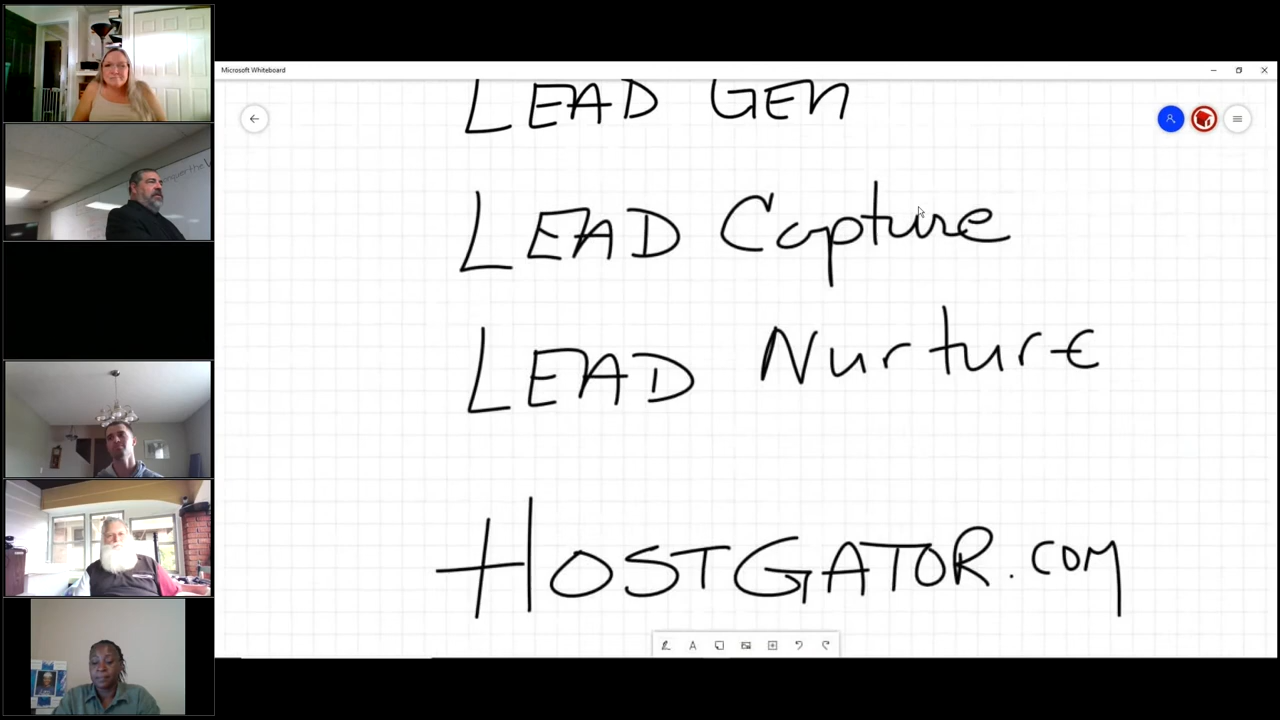 Microsoft Whiteboard
LEAD GEn
LEAD Capture
LEAD Nurture
HOSTGATOR.com
A